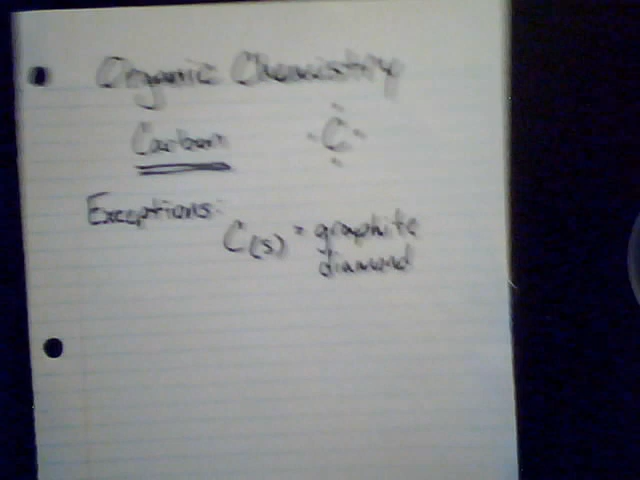 Organic Chemistry
Carbon
C
Exceptions:
C(s) = graphite
diamond